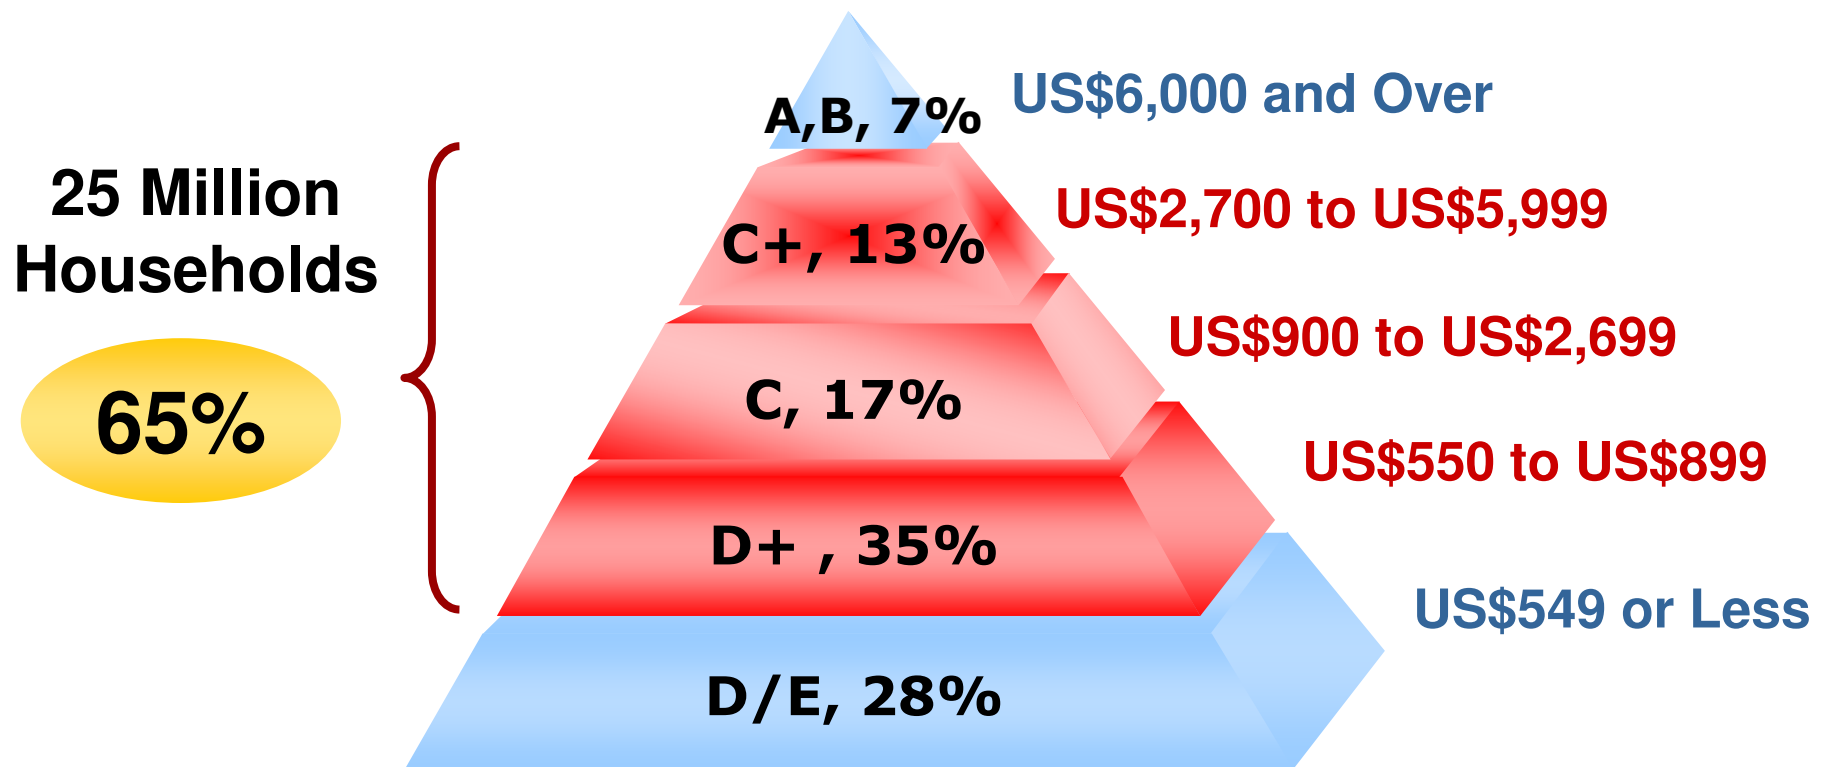 25 Million
Households
65%
A,B, 7%
US$6,000 and Over
C+, 13%
US$2,700 to US$5,999
C, 17%
US$900 to US$2,699
D+ , 35%
US$550 to US$899
D/E, 28%
US$549 or Less